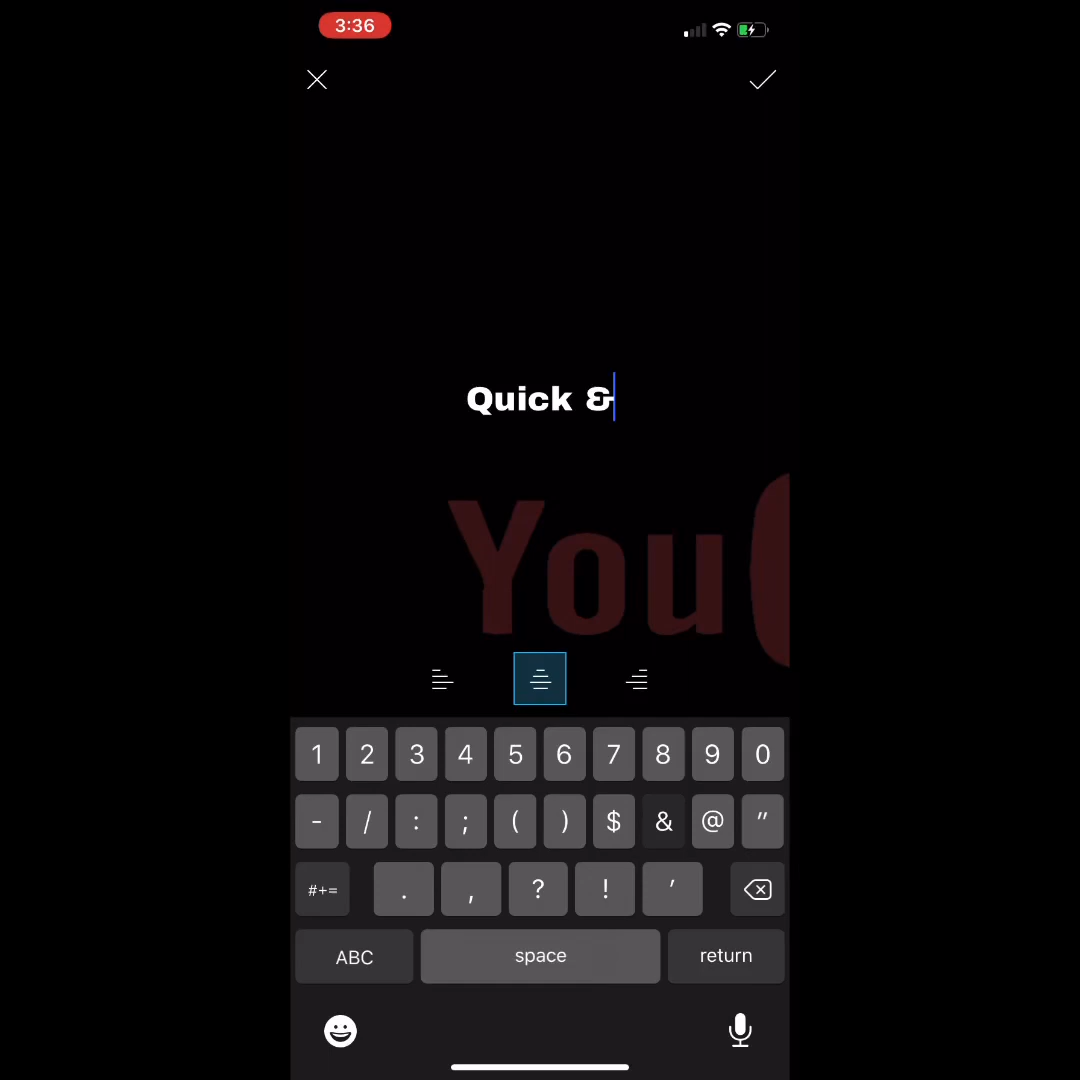 3:36
Quick &
You
1 2 3 4 5 6 7 8 9 0
- / : ; ( ) $ & @ "
#+= . , ? ! '
ABC space return